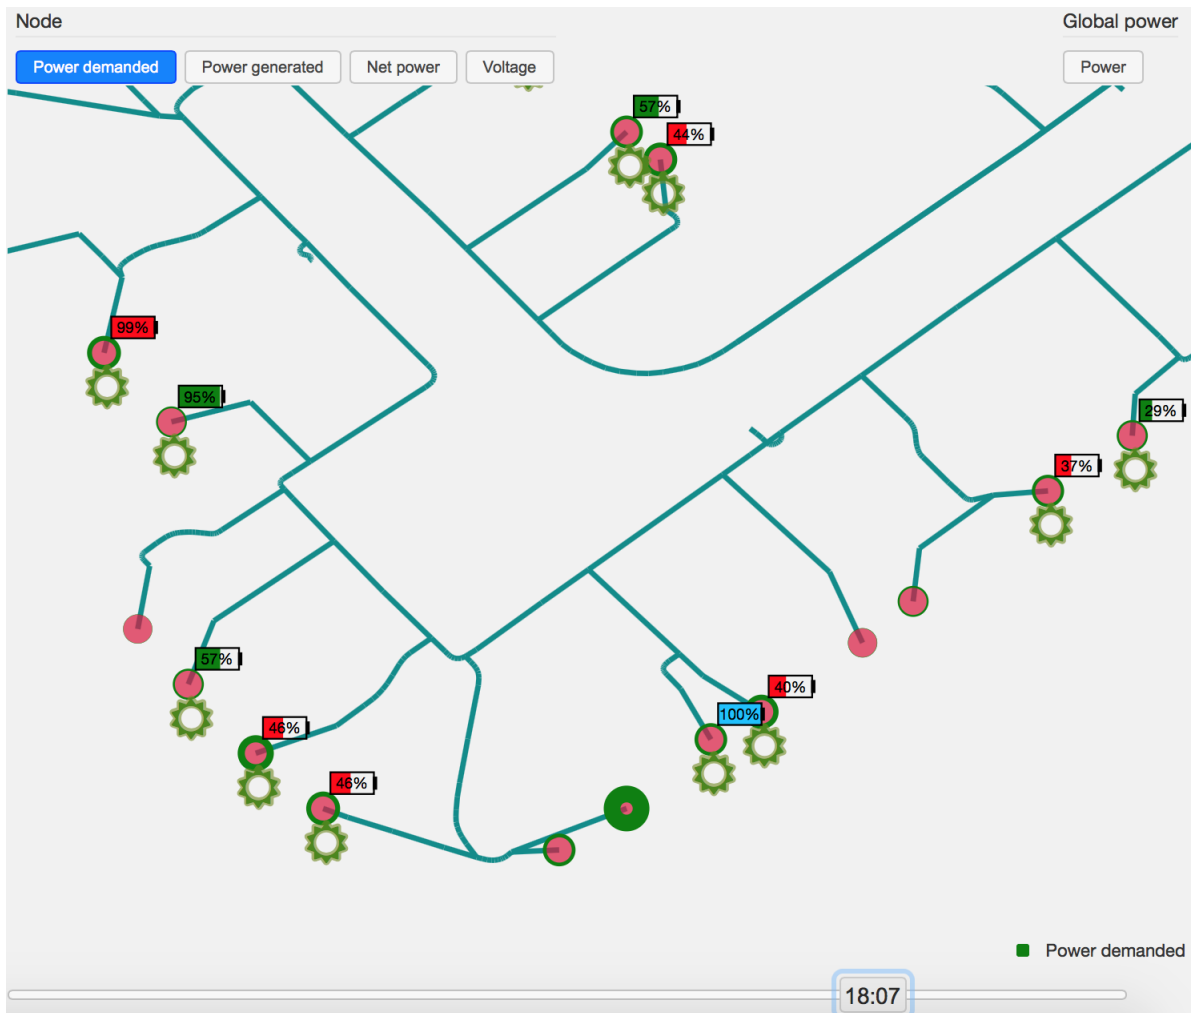 Node
Global power
Power demanded
Power generated
Net power
Voltage
Power
57%
44%
99%
95%
29%
37%
57%
40%
100%
46%
46%
Power demanded
18:07